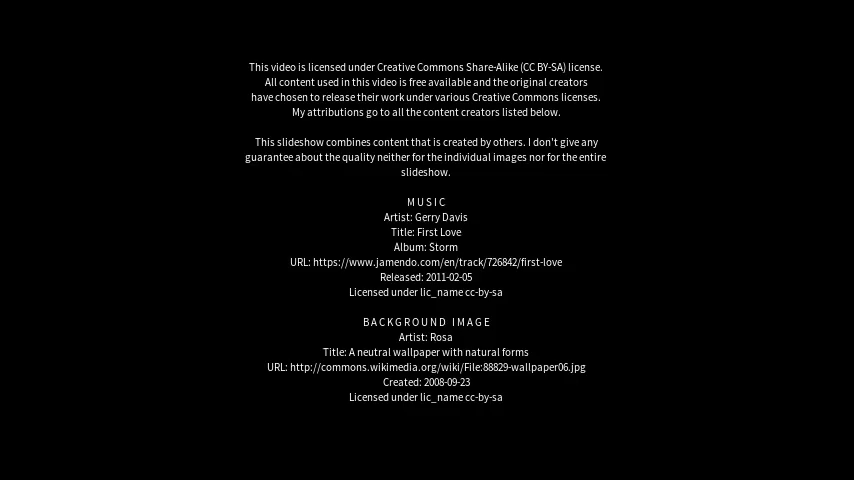 This video is licensed under Creative Commons Share-Alike (CC BY-SA) license.
All content used in this video is free available and the original creators
have chosen to release their work under various Creative Commons licenses.
My attributions go to all the content creators listed below.
This slideshow combines content that is created by others. I don't give any
guarantee about the quality neither for the individual images nor for the entire
slideshow.
MUSIC
Artist: Gerry Davis
Title: First Love
Album: Storm
URL: https://www.jamendo.com/en/track/726842/first-love
Released: 2011-02-05
Licensed under lic_name cc-by-sa
BACKGROUND IMAGE
Artist: Rosa
Title: A neutral wallpaper with natural forms
URL: http://commons.wikimedia.org/wiki/File:88829-wallpaper06.jpg
Created: 2008-09-23
Licensed under lic_name cc-by-sa